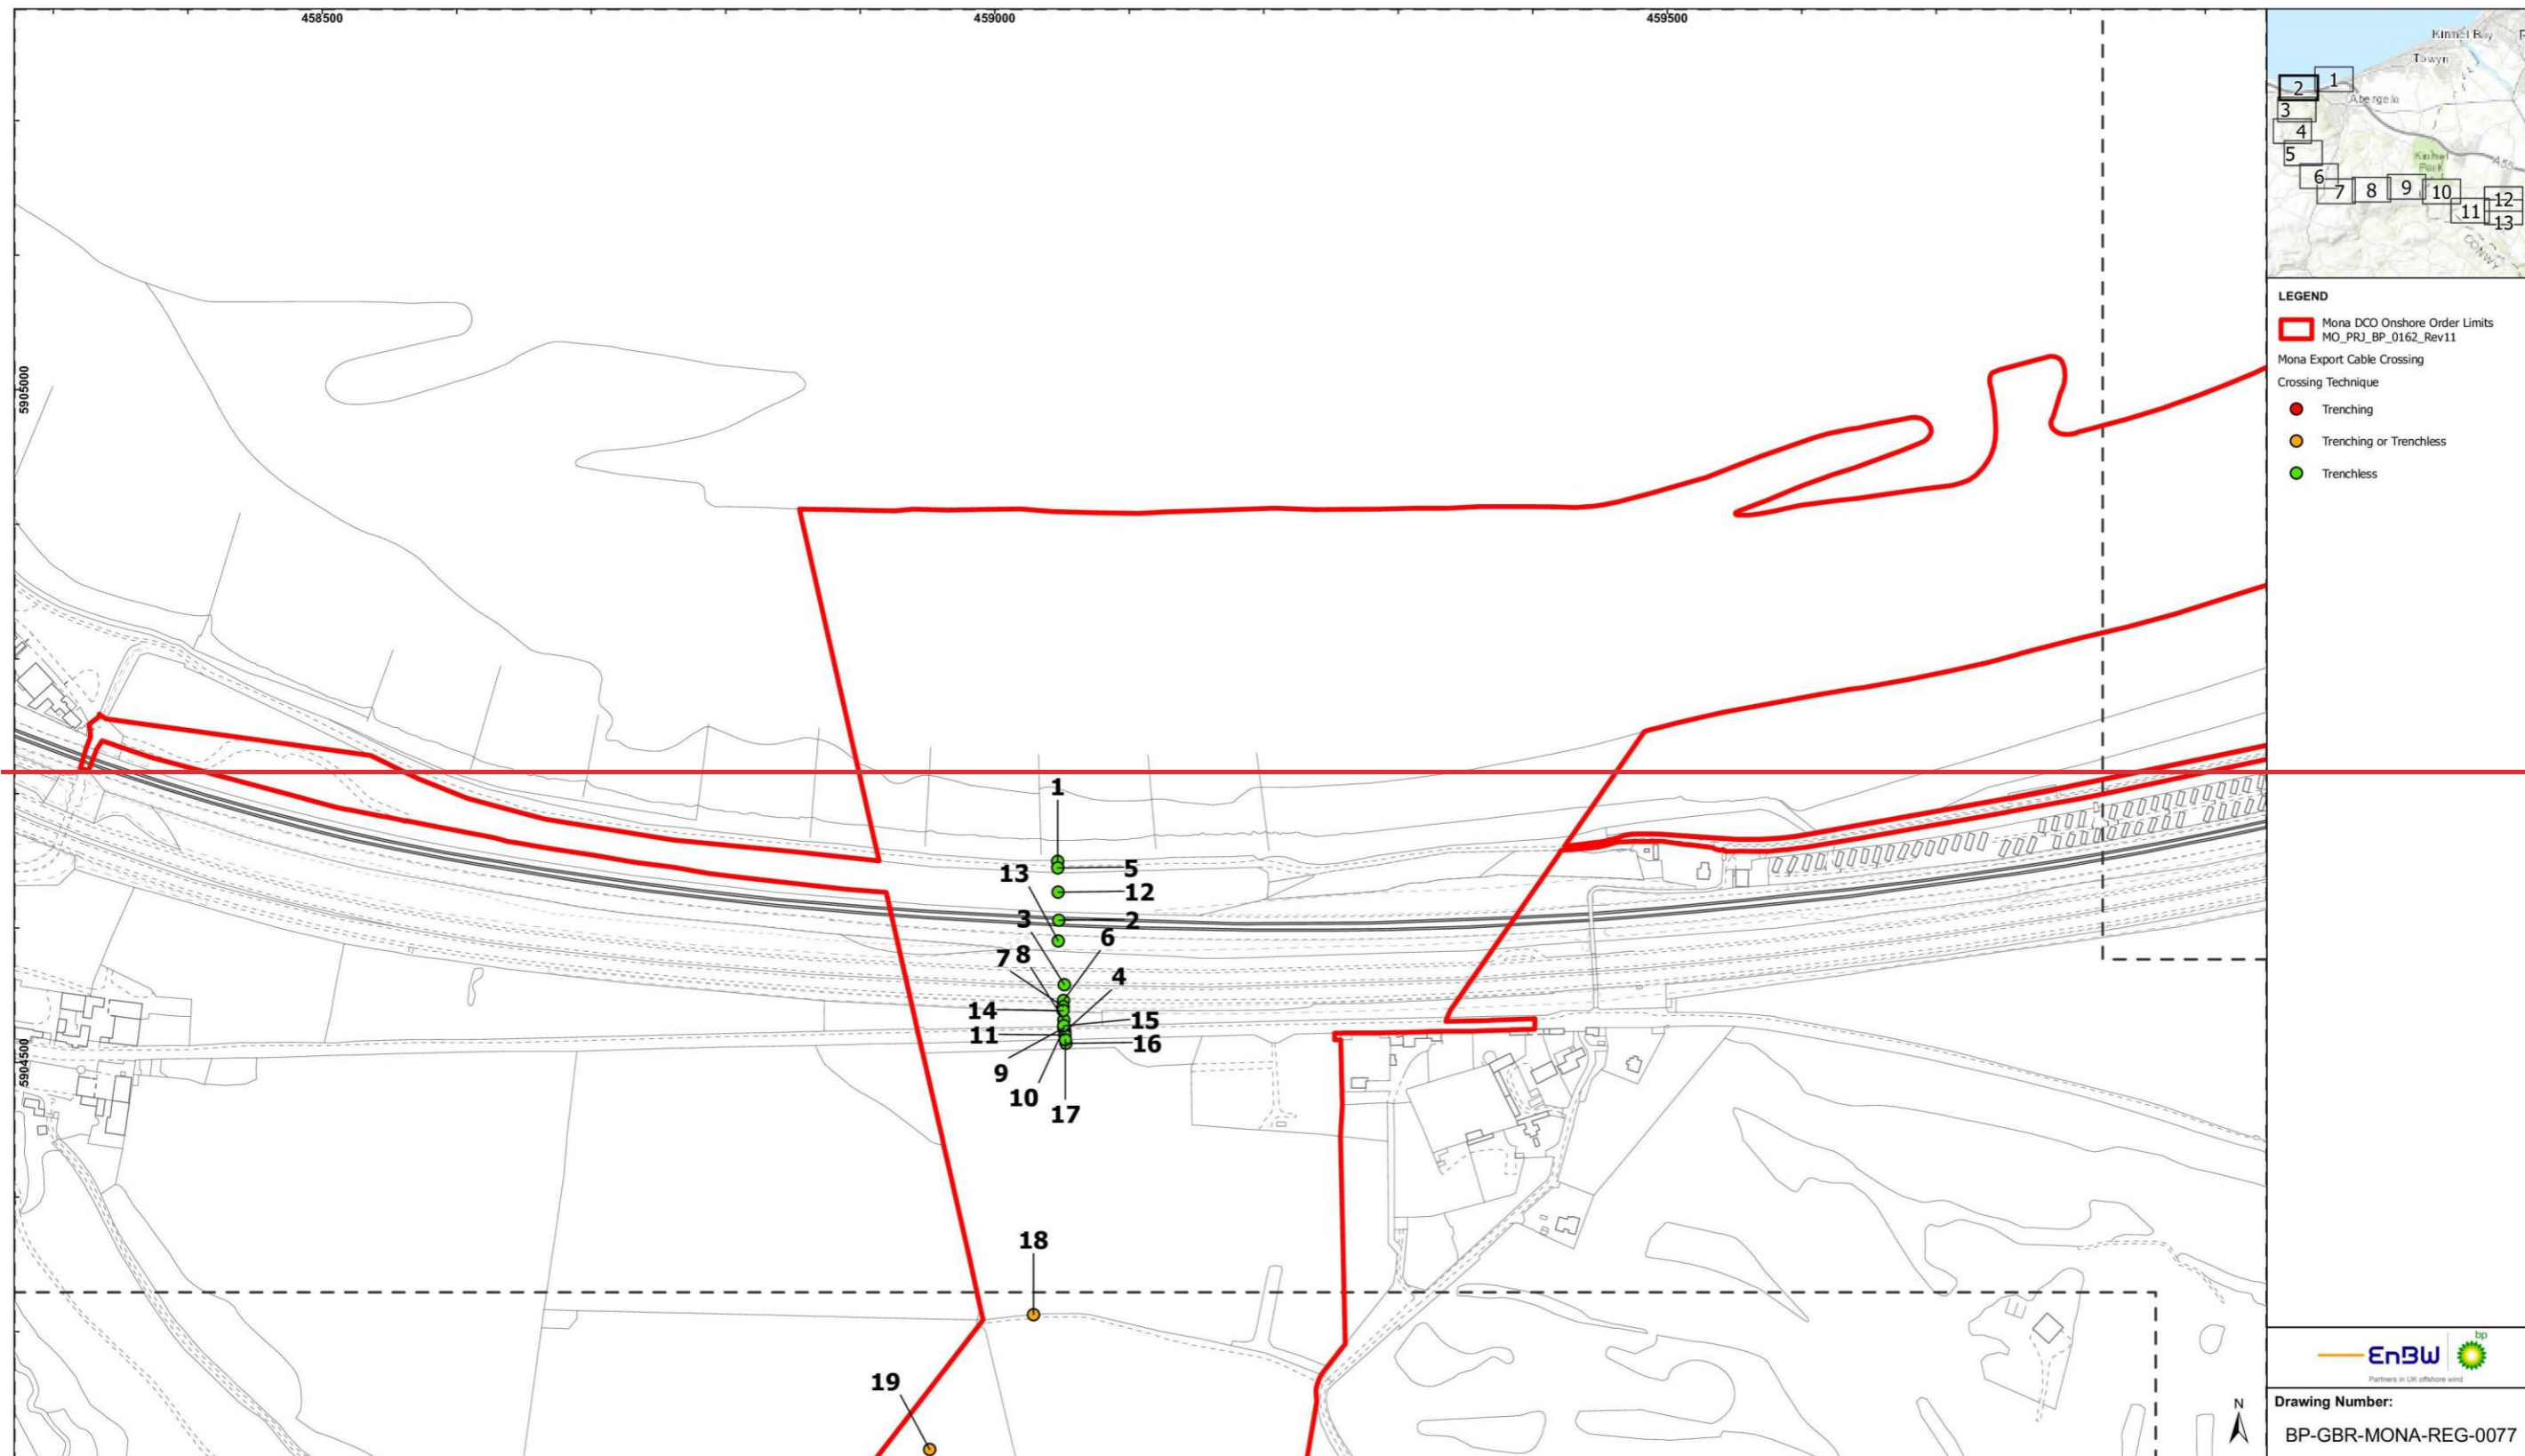 458500
459000
459500
5905000
5904500
1
5
13
12
3
2
6
7
8
4
14
15
11
16
9
10
17
18
19
Kinmel Bay
Towyn
Abergele
Kinmel
Park
A55
CONWY
1
2
3
4
5
6
7
8
9
10
11
12
13
LEGEND
Mona DCO Onshore Order Limits
MO_PRJ_BP_0162_Rev11
Mona Export Cable Crossing
Crossing Technique
Trenching
Trenching or Trenchless
Trenchless
EnBW
bp
Partners in UK offshore wind
N
Drawing Number:
BP-GBR-MONA-REG-0077